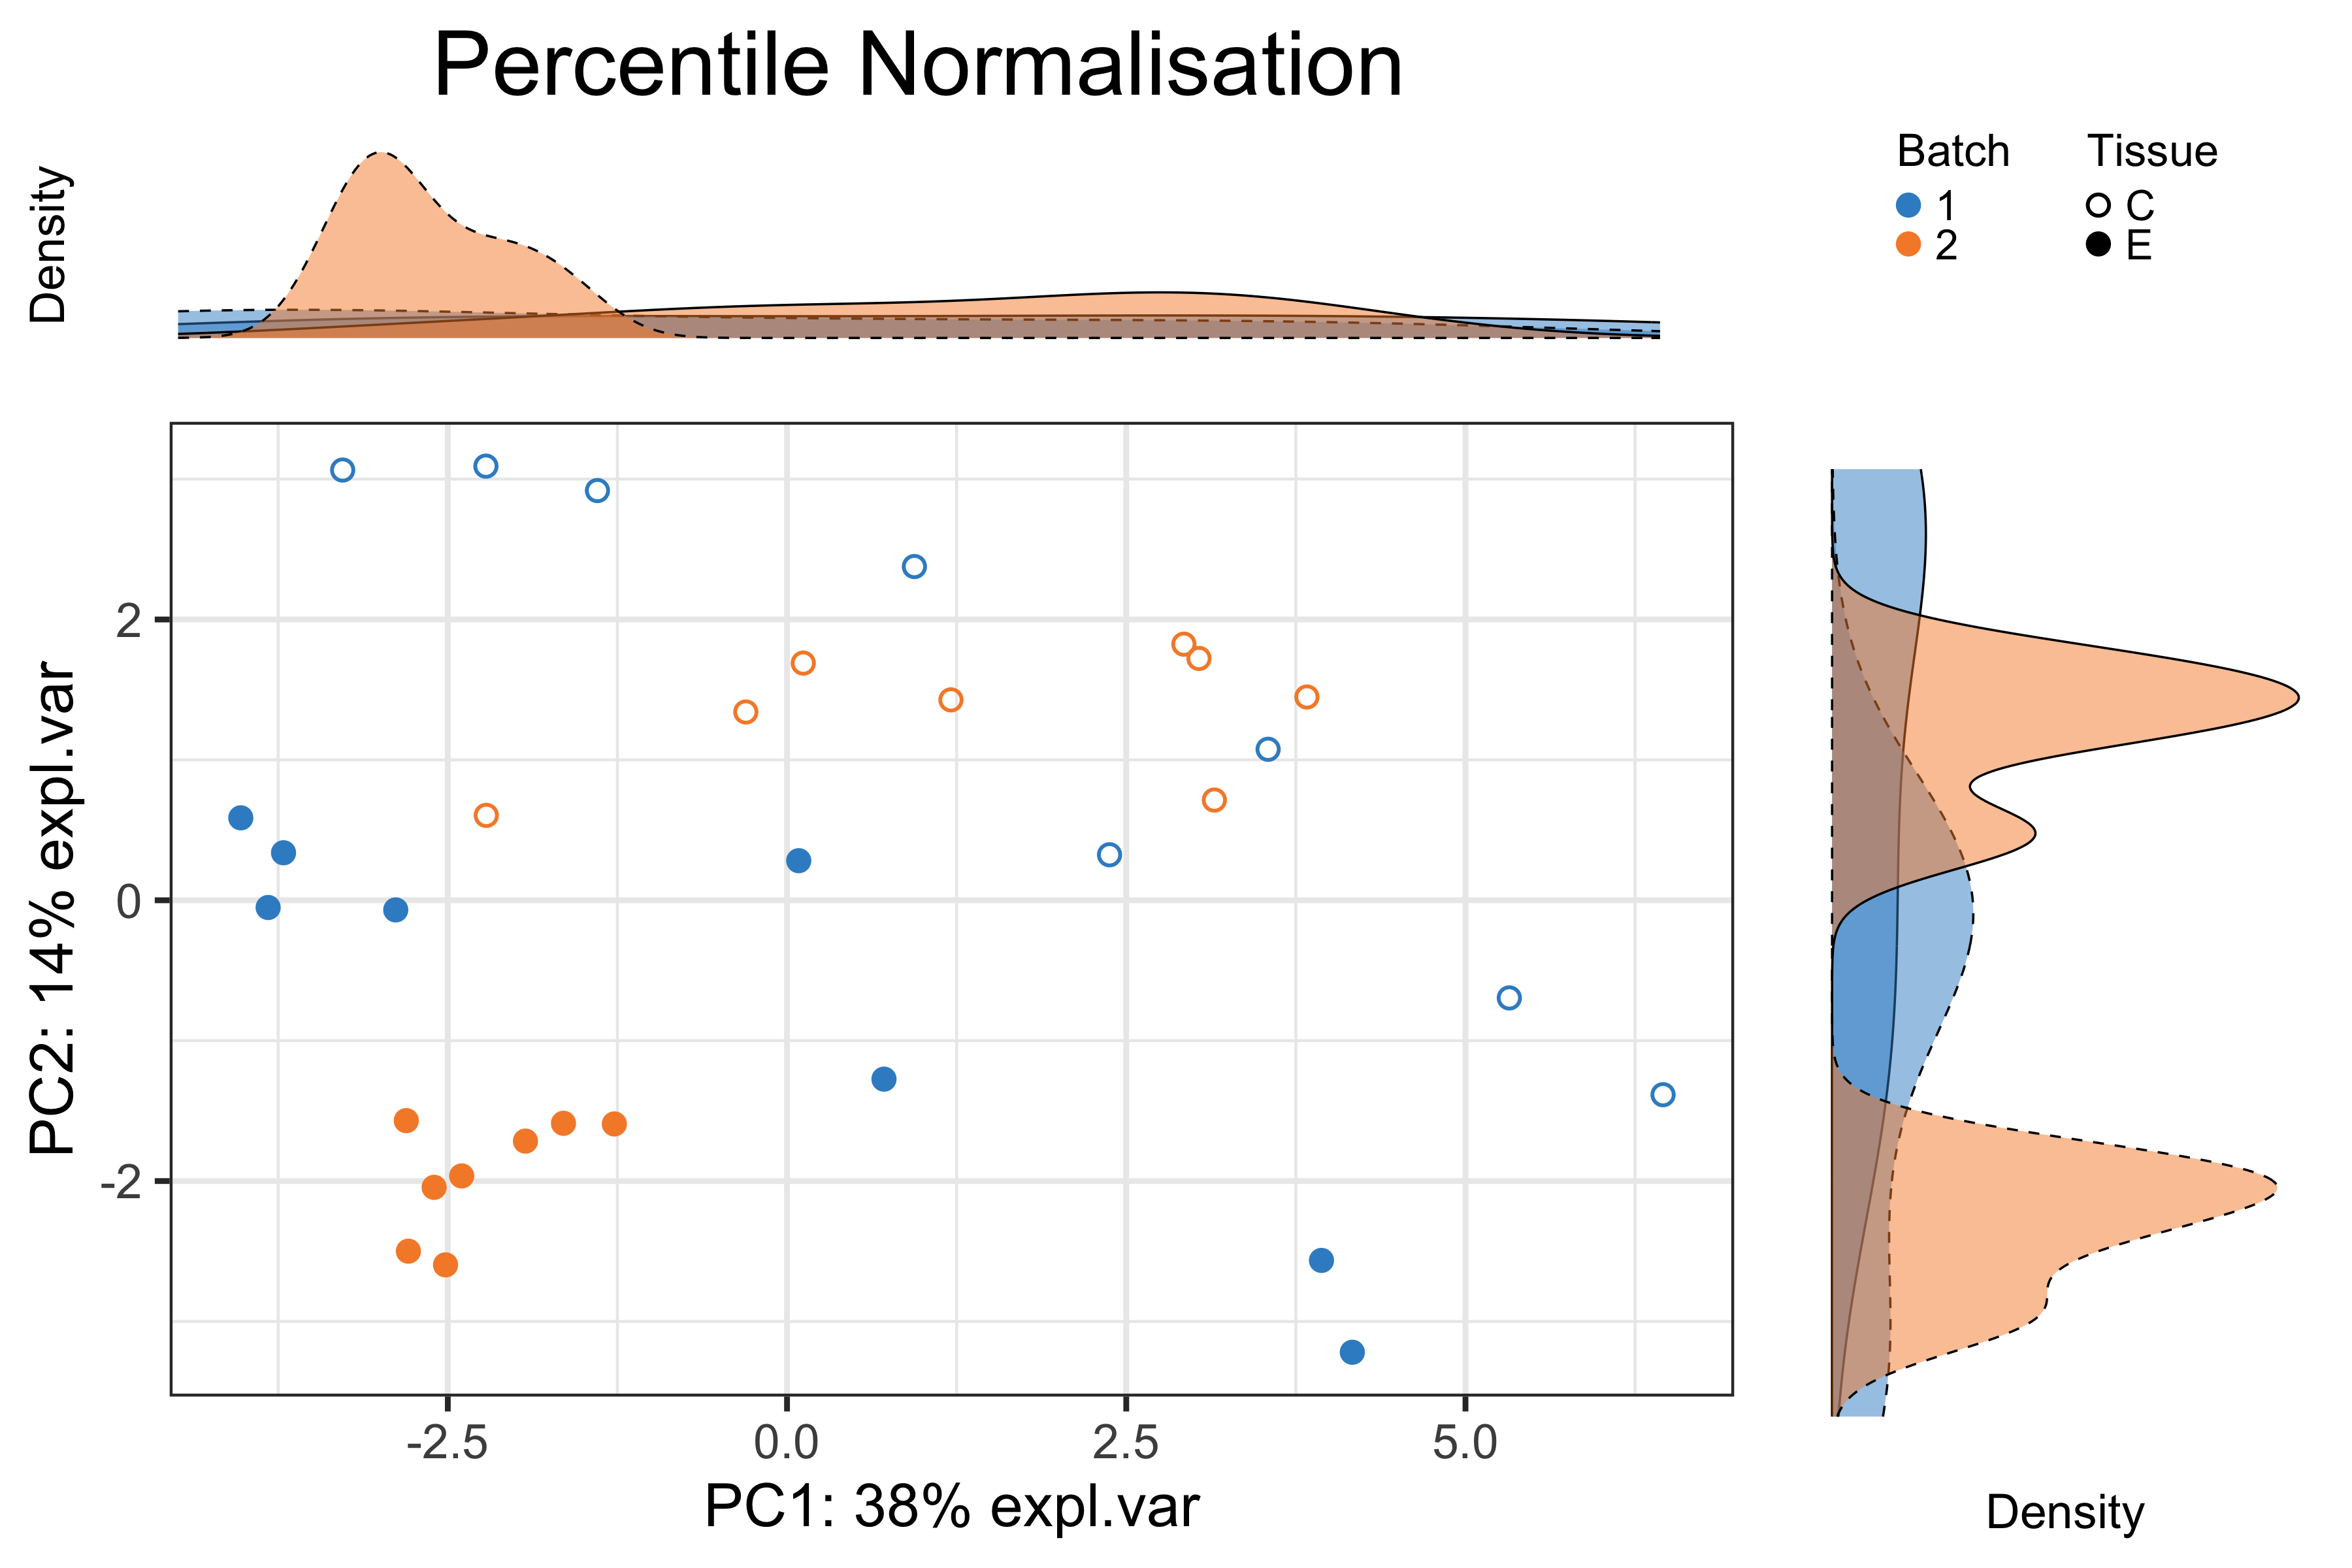 Percentile Normalisation
Density
Batch
1
2
Tissue
C
E
PC2: 14% expl.var
2
0
-2
-2.5
0.0
2.5
5.0
PC1: 38% expl.var
Density